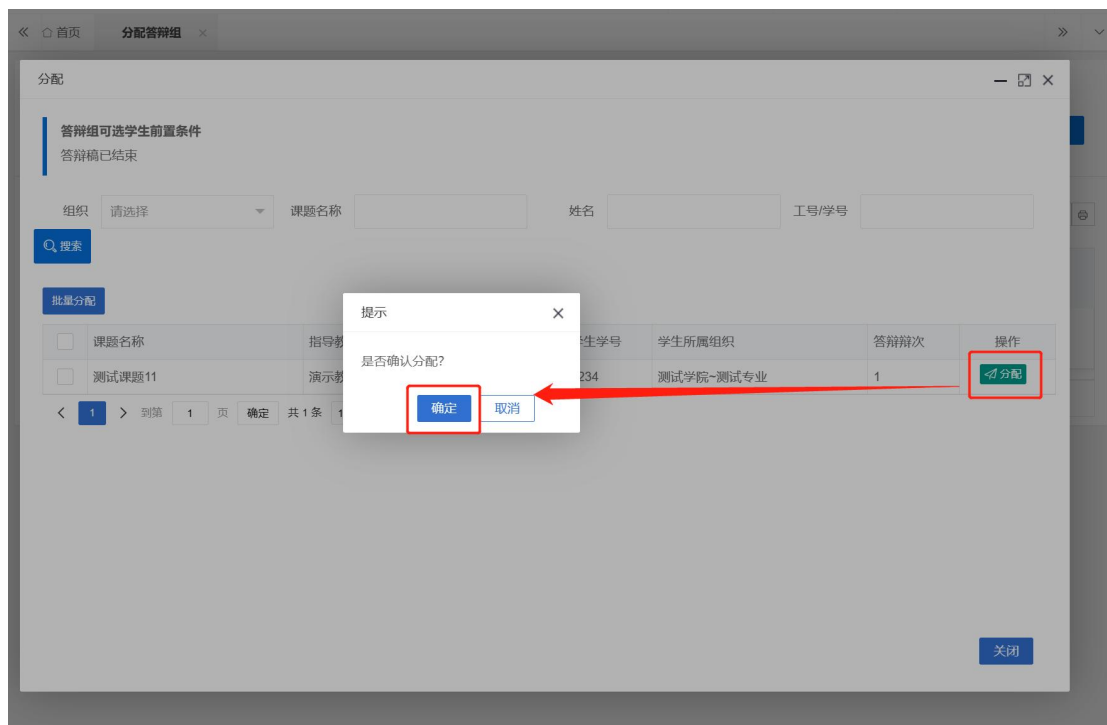 首页 分配答辩组
分配
答辩组可选学生前置条件
答辩稿已结束
组织 请选择 课题名称 姓名 工号/学号
搜索
批量分配
提示
课题名称 指导教 学号 学生所属组织 答辩辩次 操作
是否确认分配?
测试课题11 演示教 234 测试学院~测试专业 1 分配
确定 取消
1 到第 1 页 确定 共1条 1
关闭